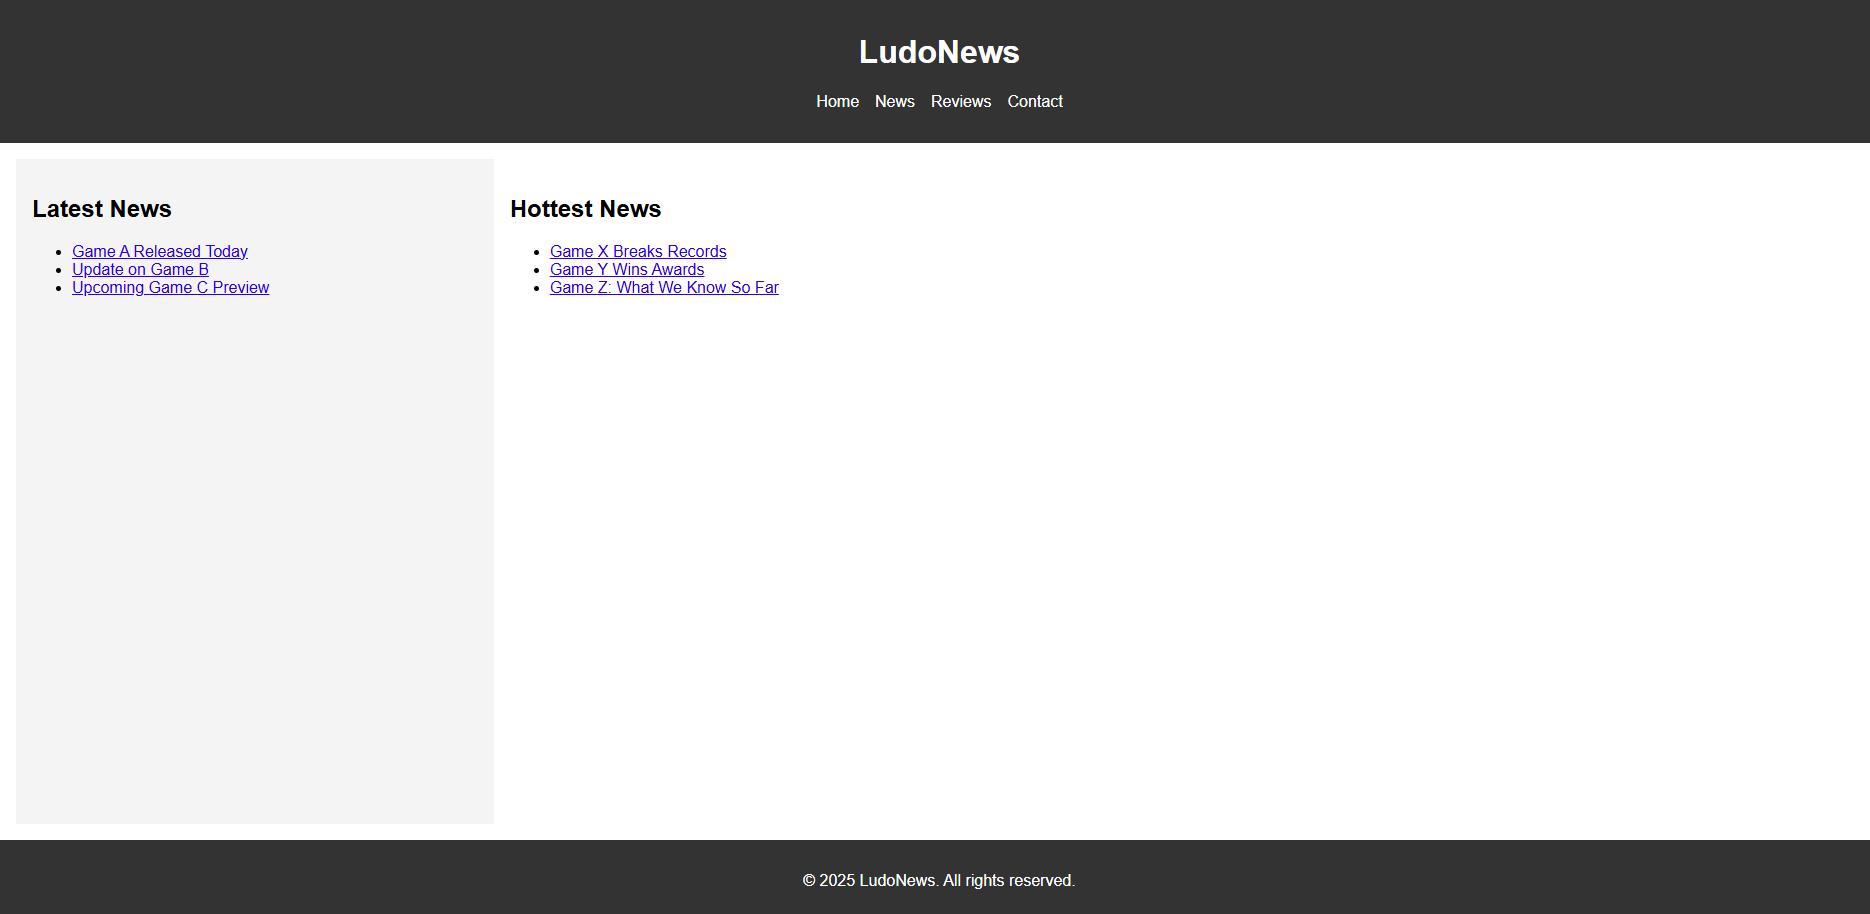 LudoNews
Home News Reviews Contact
Latest News
Game A Released Today
Update on Game B
Upcoming Game C Preview
Hottest News
Game X Breaks Records
Game Y Wins Awards
Game Z: What We Know So Far
© 2025 LudoNews. All rights reserved.